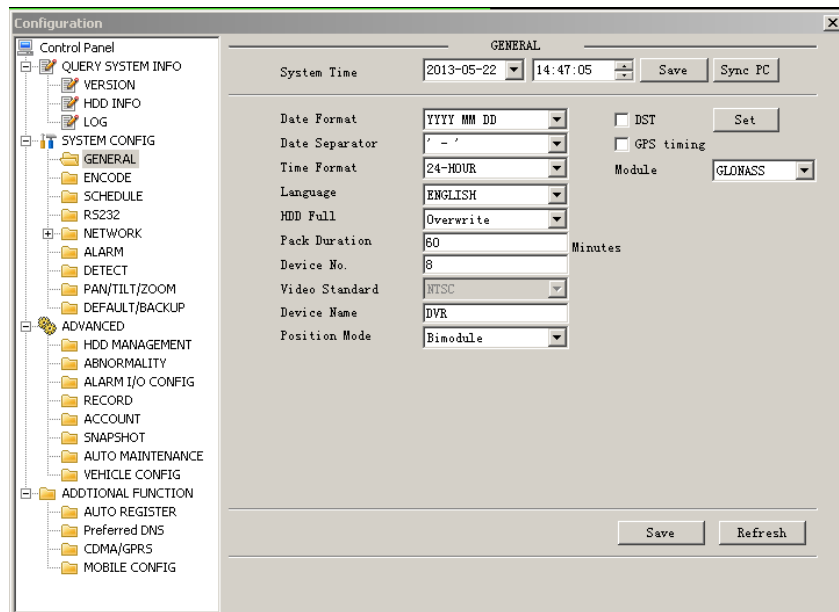 Configuration
Control Panel
QUERY SYSTEM INFO
VERSION
HDD INFO
LOG
SYSTEM CONFIG
GENERAL
ENCODE
SCHEDULE
RS232
NETWORK
ALARM
DETECT
PAN/TILT/ZOOM
DEFAULT/BACKUP
ADVANCED
HDD MANAGEMENT
ABNORMALITY
ALARM I/O CONFIG
RECORD
ACCOUNT
SNAPSHOT
AUTO MAINTENANCE
VEHICLE CONFIG
ADDTIONAL FUNCTION
AUTO REGISTER
Preferred DNS
CDMA/GPRS
MOBILE CONFIG
GENERAL
System Time 2013-05-22 14:47:05 Save Sync PC
Date Format YYYY MM DD DST Set
Date Separator ' - ' GPS timing
Time Format 24-HOUR Module GLONASS
Language ENGLISH
HDD Full Overwrite
Pack Duration 60 Minutes
Device No. 8
Video Standard NTSC
Device Name DVR
Position Mode Bimodule
Save Refresh